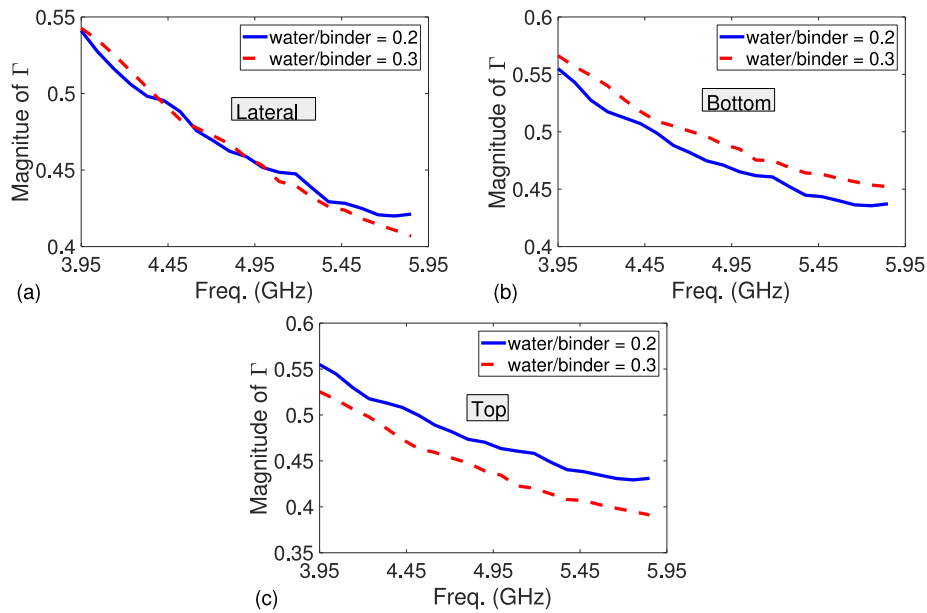 0.55
0.5
0.45
0.4
Magnitue of Γ
water/binder = 0.2
water/binder = 0.3
Lateral
3.95 4.45 4.95 5.45 5.95
Freq. (GHz)
(a)
0.6
0.55
0.5
0.45
0.4
Magnitude of Γ
water/binder = 0.2
water/binder = 0.3
Bottom
3.95 4.45 4.95 5.45 5.95
Freq. (GHz)
(b)
0.6
0.55
0.5
0.45
0.4
0.35
Magnitude of Γ
water/binder = 0.2
water/binder = 0.3
Top
3.95 4.45 4.95 5.45 5.95
Freq. (GHz)
(c)